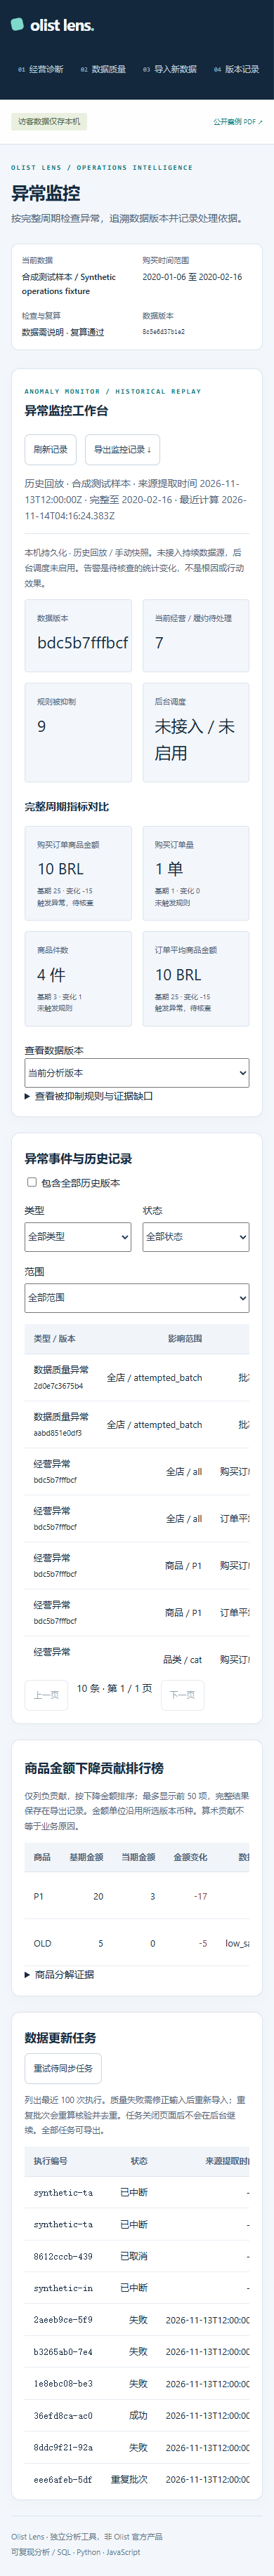 olist lens.
01 经营诊断 02 数据质量 03 导入新数据 04 版本记录
访客数据仅存本机 公开案例 PDF ↗
OLIST LENS / OPERATIONS INTELLIGENCE
异常监控
按完整周期检查异常，追溯数据版本并记录处理依据。
当前数据 购买时间范围
合成测试样本 / Synthetic 2020-01-06 至 2020-02-16
operations fixture
检查与复算 数据版本
数据需说明 · 复算通过 8c5e6d37b1e2
ANOMALY MONITOR / HISTORICAL REPLAY
异常监控工作台
刷新记录 导出监控记录 ↓
历史回放 · 合成测试样本 · 来源提取时间 2026-11-
13T12:00:00Z · 完整至 2020-02-16 · 最近计算 2026-
11-14T04:16:24.383Z
本机持久化 · 历史回放 / 手动快照。未接入持续数据源，后
台调度未启用。告警是待核查的统计变化，不是根因或行动
效果。
数据版本 当前经营 / 履约待处理
bdc5b7fffbcf 7
规则被抑制 后台调度
9 未接入 / 未
启用
完整周期指标对比
购买订单商品金额 购买订单量
10 BRL 1 单
基期 25 · 变化 -15 基期 1 · 变化 0
触发异常，待核查 未触发规则
商品件数 订单平均商品金额
4 件 10 BRL
基期 3 · 变化 1 基期 25 · 变化 -15
未触发规则 触发异常，待核查
查看数据版本
当前分析版本
▶ 查看被抑制规则与证据缺口
异常事件与历史记录
包含全部历史版本
类型 状态
全部类型 全部状态
范围
全部范围
类型 / 版本 影响范围
数据质量异常 全店 / attempted_batch 批
2d0e7c3675b4
数据质量异常 全店 / attempted_batch 批
aabd851e0df3
经营异常 全店 / all 购买订
bdc5b7fffbcf
经营异常 全店 / all 订单平
bdc5b7fffbcf
经营异常 商品 / P1 购买订
bdc5b7fffbcf
经营异常 商品 / P1 订单平
bdc5b7fffbcf
经营异常 品类 / cat 购买订
上一页 10 条 · 第 1 / 1 页 下一页
商品金额下降贡献排行榜
仅列负贡献，按下降金额排序；最多显示前 50 项，完整结果
保存在导出记录。金额单位沿用所选版本币种。算术贡献不
等于业务原因。
商品 基期金额 当期金额 金额变化 数
P1 20 3 -17
OLD 5 0 -5 low_sa
▶ 商品分解证据
数据更新任务
重试待同步任务
列出最近 100 次执行。质量失败需修正输入后重新导入；重
复批次会重算核验并去重。任务关闭页面后不会在后台继
续。全部任务可导出。
执行编号 状态 来源提取时
synthetic-ta 已中断 -
synthetic-ta 已中断 -
8612cccb-439 已取消 -
synthetic-in 已中断 -
2aeeb9ce-5f9 失败 2026-11-13T12:00:00
b3265ab0-7e4 失败 2026-11-13T12:00:00
1e8ebc08-be3 失败 2026-11-13T12:00:00
36efd8ca-ac0 成功 2026-11-13T12:00:00
8ddc9f21-92a 失败 2026-11-13T12:00:00
eee6afeb-5df 重复批次 2026-11-13T12:00:00
Olist Lens · 独立分析工具，非 Olist 官方产品
可复现分析 / SQL · Python · JavaScript